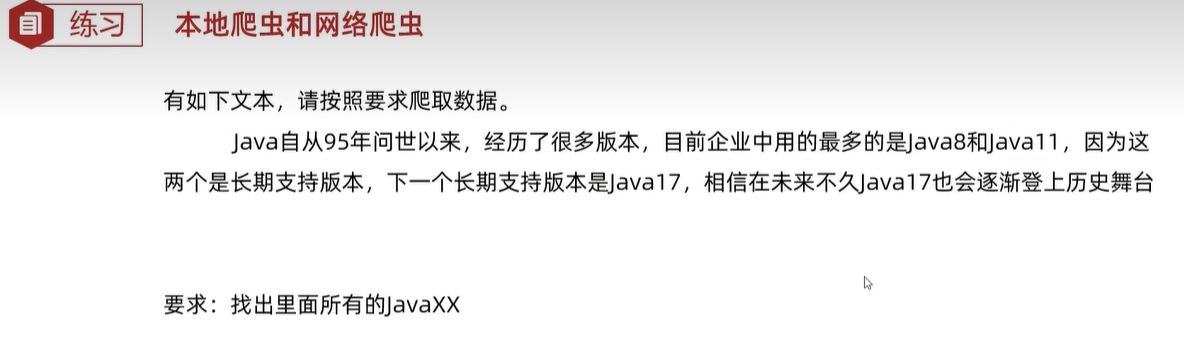 练习
本地爬虫和网络爬虫
有如下文本，请按照要求爬取数据。
Java自从95年问世以来，经历了很多版本，目前企业中用的最多的是Java8和Java11，因为这
两个是长期支持版本，下一个长期支持版本是Java17，相信在未来不久Java17也会逐渐登上历史舞台
要求：找出里面所有的JavaXX